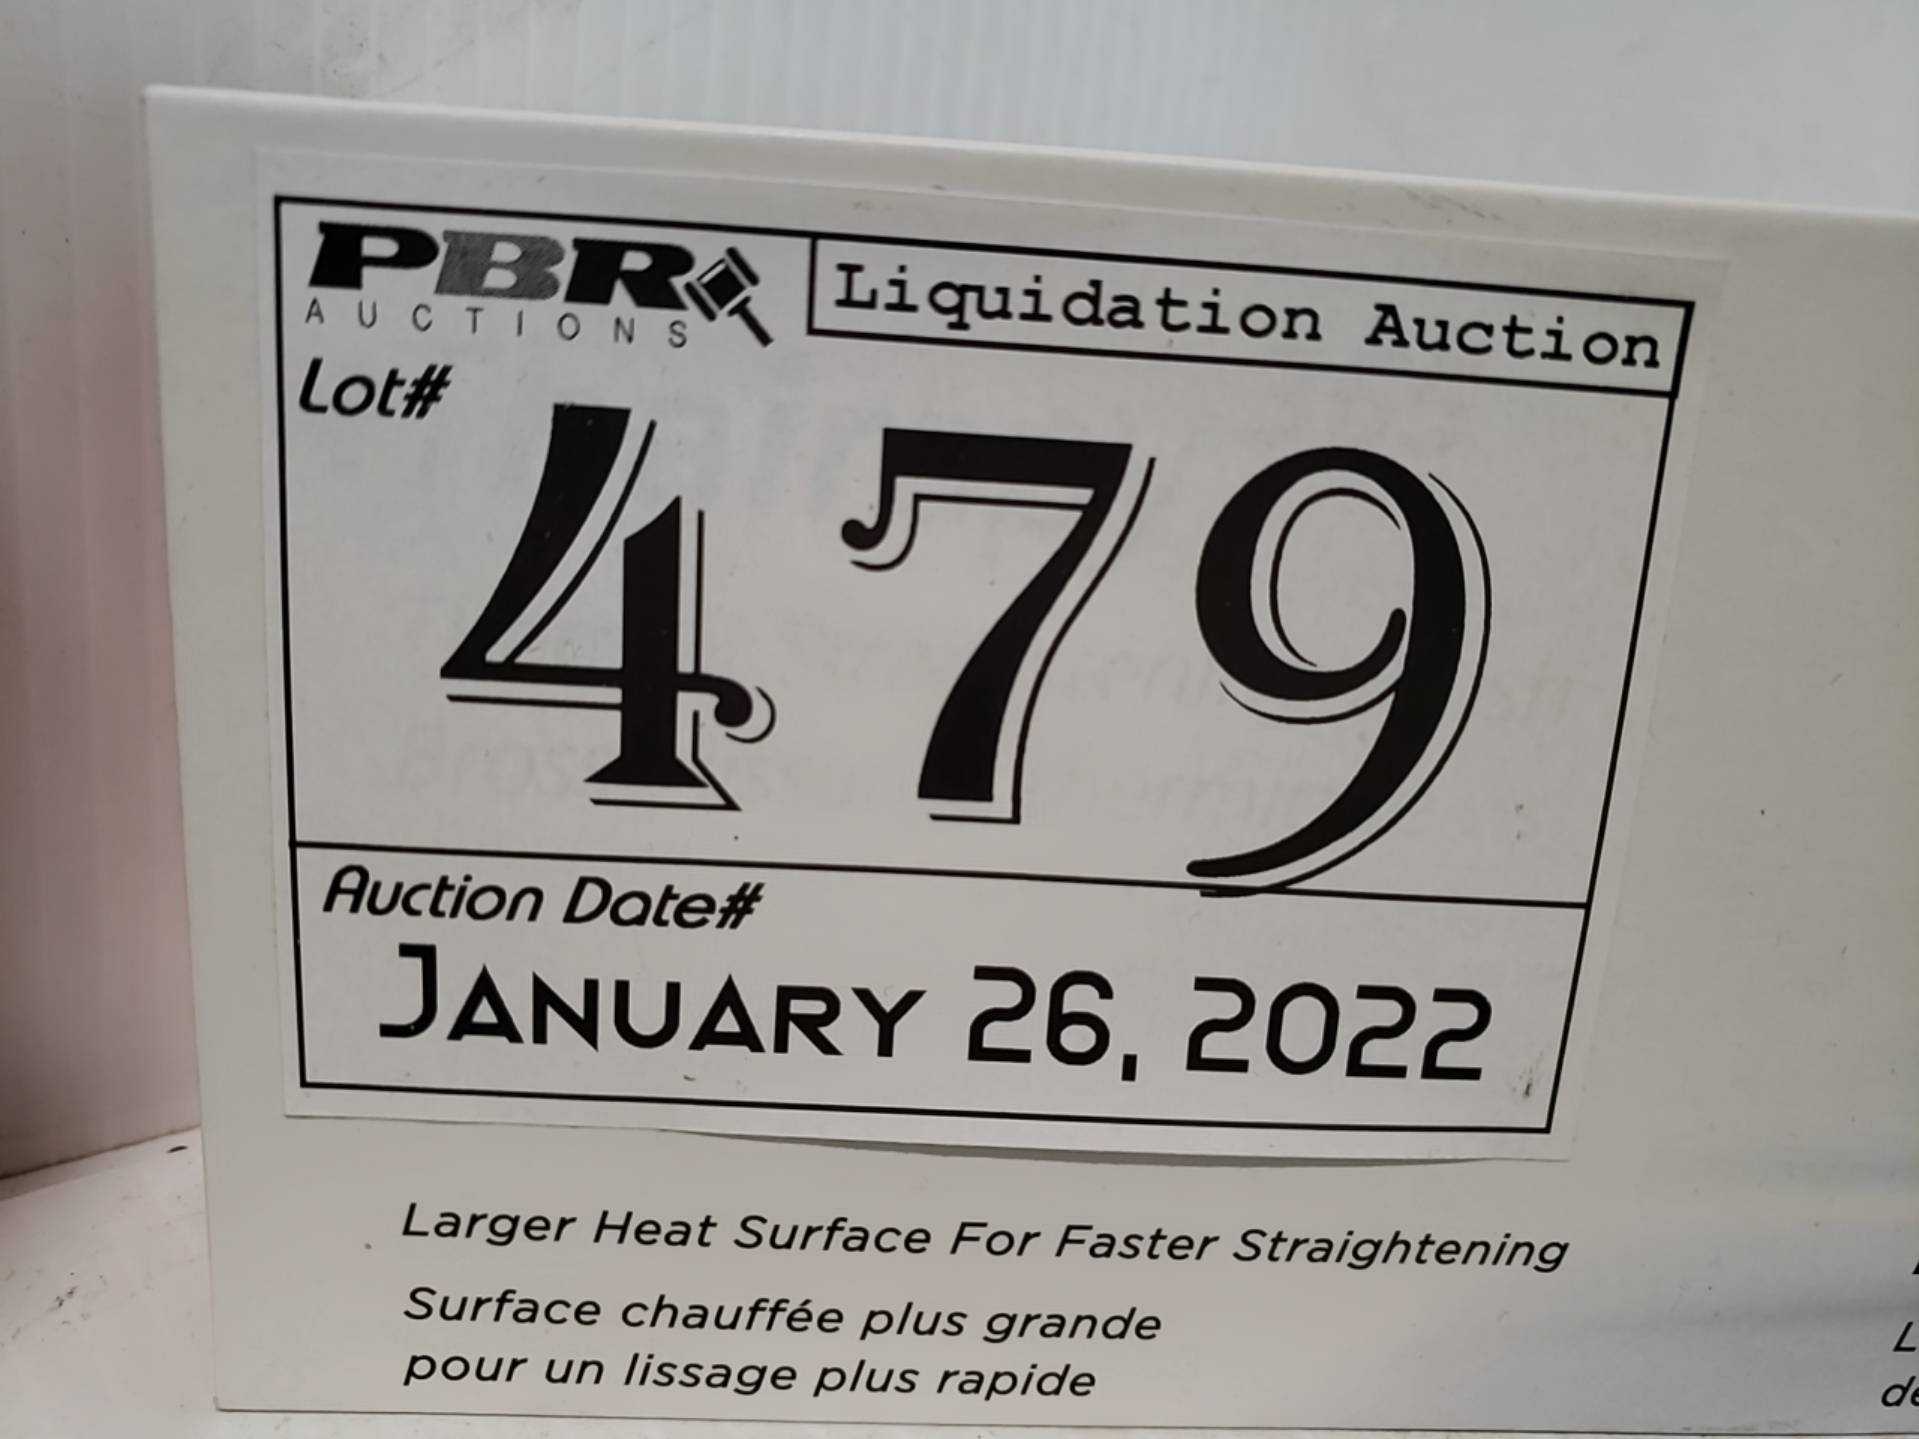 PBR
AUCTIONS
Liquidation Auction
Lot#
479
Auction Date#
JANUARY 26, 2022
Larger Heat Surface For Faster Straightening
Surface chauffée plus grande
pour un lissage plus rapide